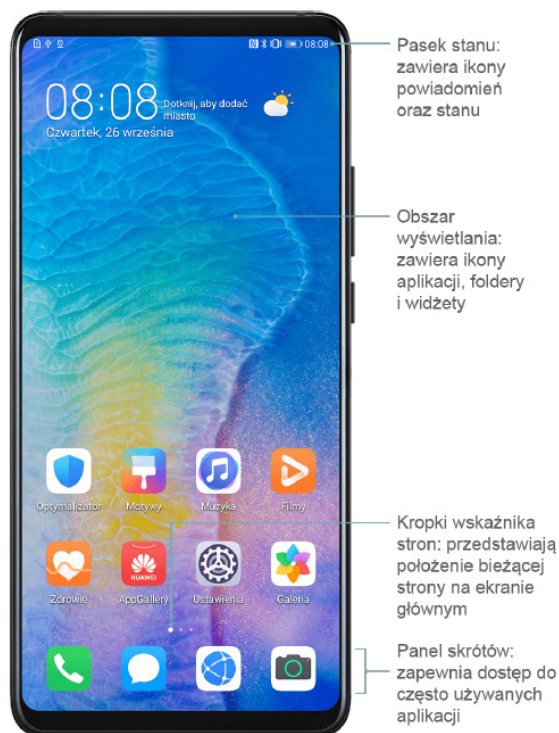 08:08
Pasek stanu:
zawiera ikony
powiadomień
oraz stanu
08:08
Dotknij, aby dodać
miasto
Czwartek, 26 września
Obszar
wyświetlania:
zawiera ikony
aplikacji, foldery
i widżety
Optymalizator
Motywy
Muzyka
Filmy
HUAWEI
Zdrowie
AppGallery
Ustawienia
Galeria
Kropki wskaźnika
stron: przedstawiają
położenie bieżącej
strony na ekranie
głównym
Panel skrótów:
zapewnia dostęp do
często używanych
aplikacji